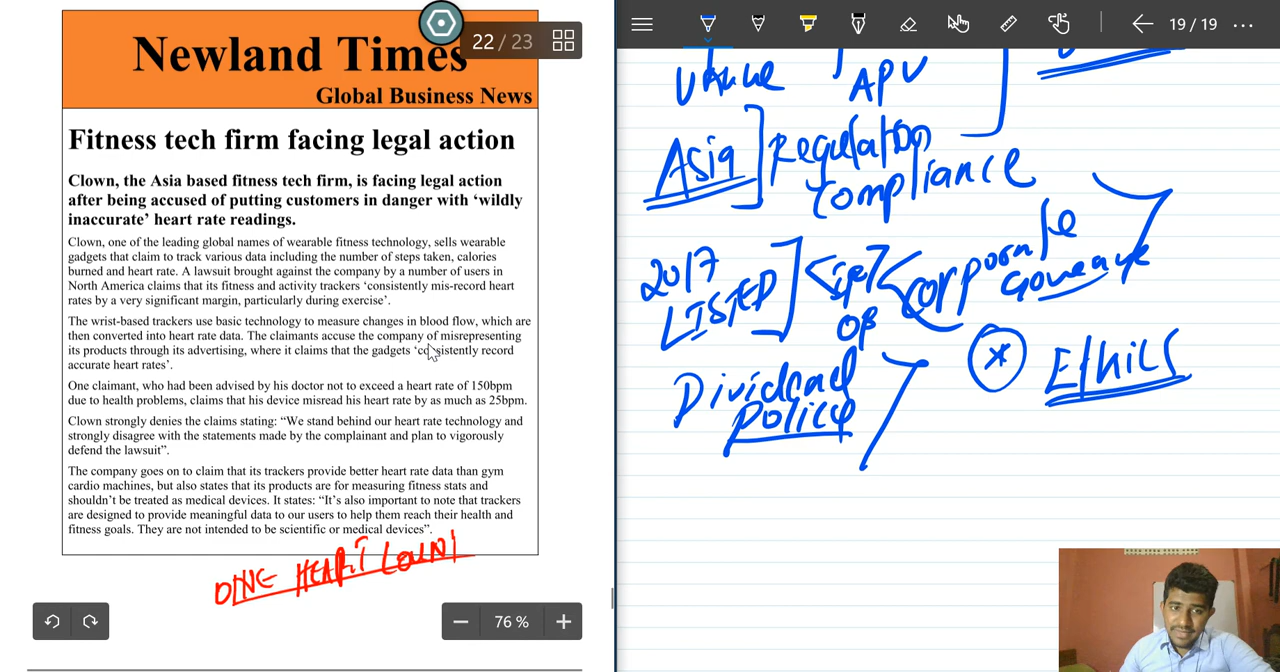 Newland Times
Global Business News
22 / 23
Fitness tech firm facing legal action
Clown, the Asia based fitness tech firm, is facing legal action
after being accused of putting customers in danger with ‘wildly
inaccurate’ heart rate readings.
Clown, one of the leading global names of wearable fitness technology, sells wearable
gadgets that claim to track various data including the number of steps taken, calories
burned and heart rate. A lawsuit brought against the company by a number of users in
North America claims that its fitness and activity trackers ‘consistently mis-record heart
rates by a very significant margin, particularly during exercise’.
The wrist-based trackers use basic technology to measure changes in blood flow, which are
then converted into heart rate data. The claimants accuse the company of misrepresenting
its products through its advertising, where it claims that the gadgets ‘consistently record
accurate heart rates’.
One claimant, who had been advised by his doctor not to exceed a heart rate of 150bpm
due to health problems, claims that his device misread his heart rate by as much as 25bpm.
Clown strongly denies the claims stating: “We stand behind our heart rate technology and
strongly disagree with the statements made by the complainant and plan to vigorously
defend the lawsuit”.
The company goes on to claim that its trackers provide better heart rate data than gym
cardio machines, but also states that its products are for measuring fitness stats and
shouldn’t be treated as medical devices. It states: “It’s also important to note that trackers
are designed to provide meaningful data to our users to help them reach their health and
fitness goals. They are not intended to be scientific or medical devices”.
HEART
76 %
19 / 19
Value
APV
Asia
Regulation
Compliance
2017
LISTED
Corporate
OB
Dividend
Policy
Ethics